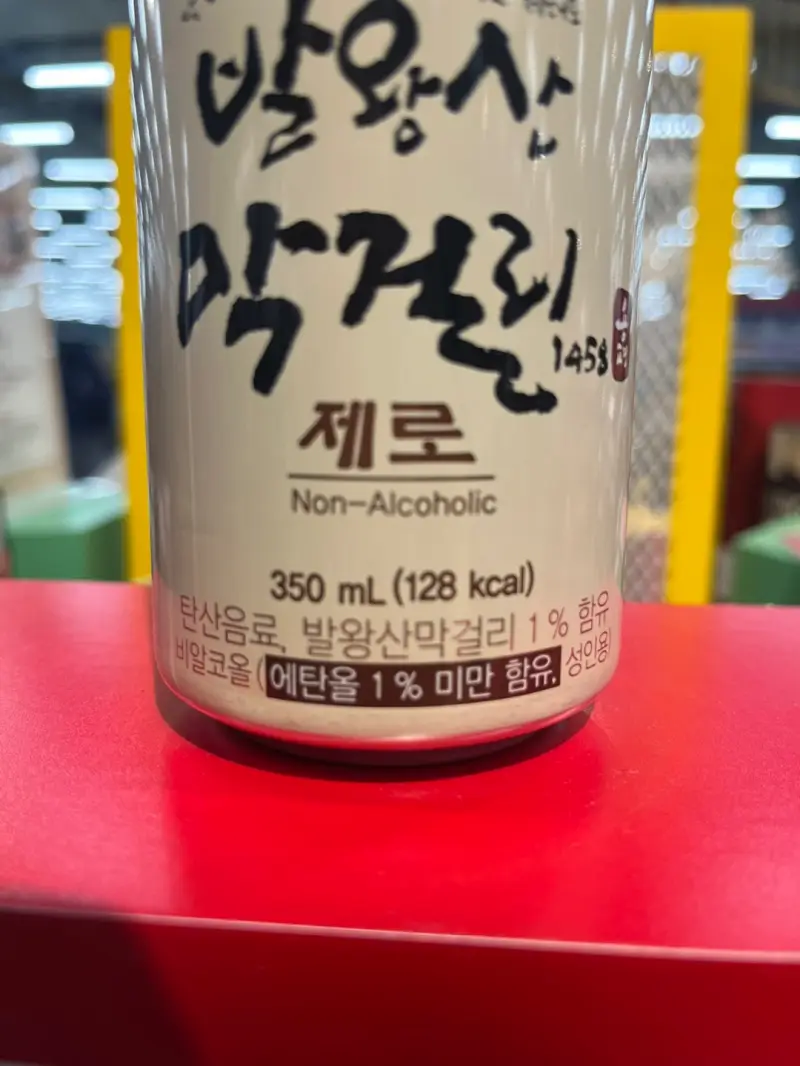 발왕산
막걸리
1458
제로
Non-Alcoholic
350 mL (128 kcal)
탄산음료, 발왕산막걸리 1% 함유
비알코올 (에탄올 1% 미만 함유, 성인용